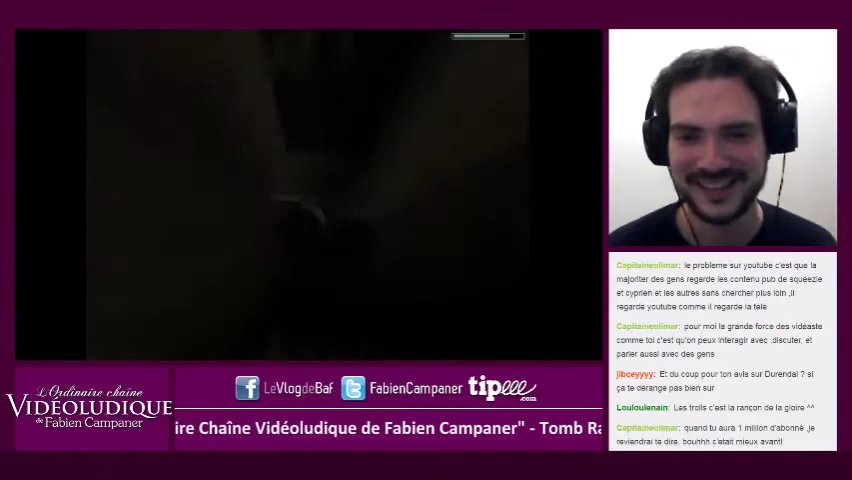 Capitaineolimar: le probleme sur youtube c'est que la
majoriter des gens regarde les contenu pub de squeezie
et cyprien et les autres sans chercher plus loin ,il
regarde youtube comme il regarde la télé
Capitaineolimar: pour moi la grande force des vidéaste
comme toi c'est qu'on peux interagir avec ,discuter, et
parler aussi avec des gens
jibceyyyy: Et du coup pour ton avis sur Durendal ? si
ça te dérange pas bien sur
Louloulenain: Les trolls c'est la rançon de la gloire ^^
Capitaineolimar: quand tu aura 1 million d'abonné ,je
reviendrai te dire, bouhhh c'etait mieux avant!
L'Ordinaire chaîne
VIDÉOLUDIQUE
de Fabien Campaner
LeVlogdeBaf FabienCampaner tipeee.com
ire Chaîne Vidéoludique de Fabien Campaner" - Tomb Ra